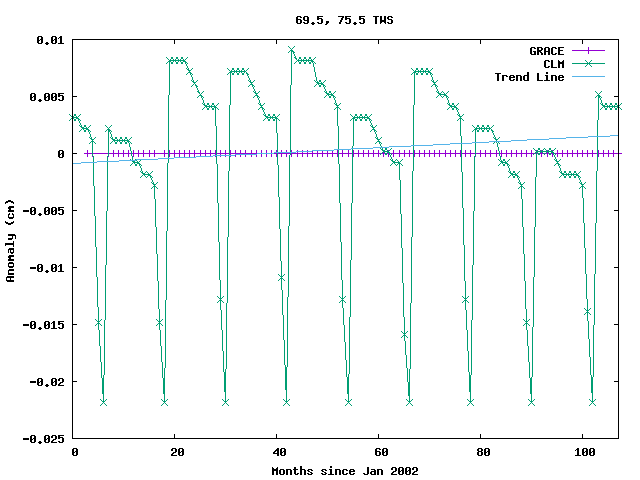 69.5, 75.5 TWS
GRACE
CLM
Trend Line
0.01
0.005
0
-0.005
-0.01
-0.015
-0.02
-0.025
Anomaly (cm)
0 20 40 60 80 100
Months since Jan 2002